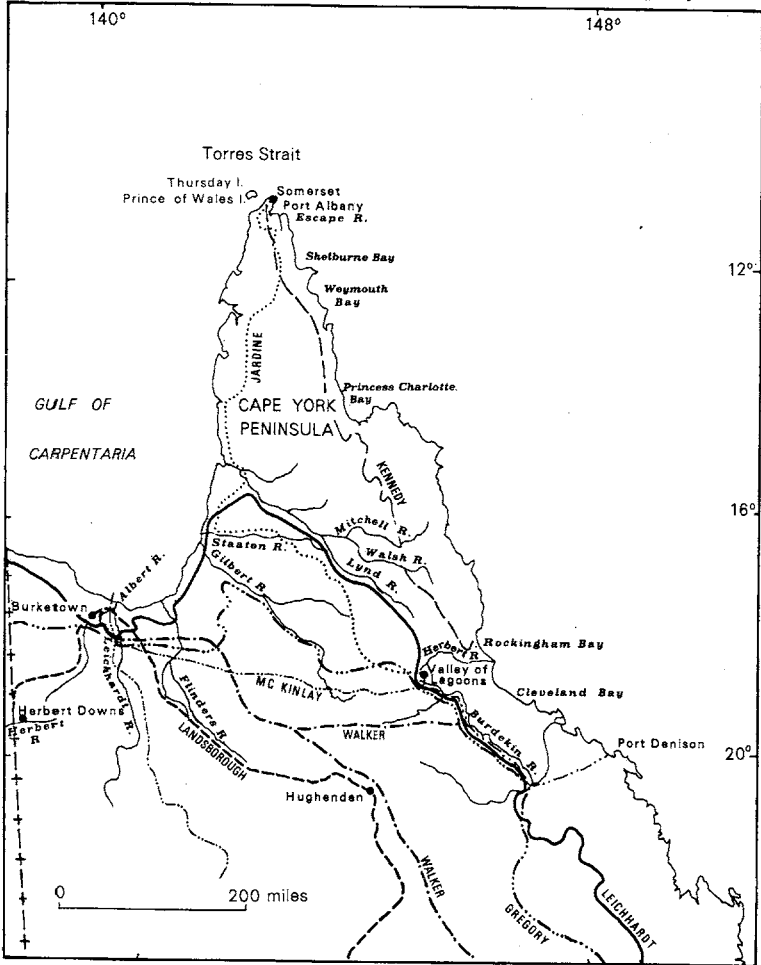 140°
148°
Torres Strait
Thursday I.
Prince of Wales I.
Somerset
Port Albany
Escape R.
Shelburne Bay
12°
Weymouth
Bay
JARDINE
Princess Charlotte.
Bay
GULF OF
CARPENTARIA
CAPE YORK
PENINSULA
KENNEDY
16°
Mitchell R.
Staaten R.
Walsh R.
Gilbert R.
Lynd R.
Albert R.
Burketown
Leichhardt R.
Herbert R
Rockingham Bay
Valley of
Lagoons
MC KINLAY
Cleveland Bay
Flinders R.
Herbert Downs
Herbert
R
Burdekin R.
WALKER
Port Denison
LANDSBOROUGH
20°
Hughenden
WALKER
0
200 miles
GREGORY
LEICHHARDT